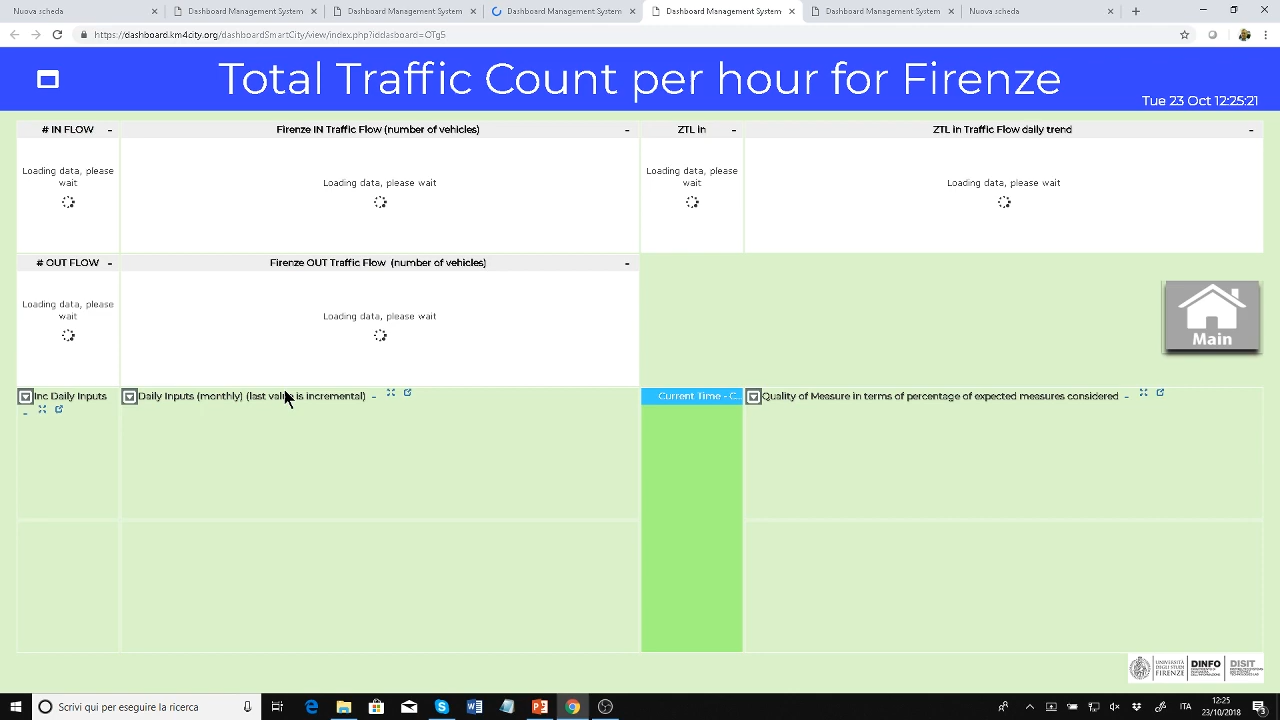 Nuova scheda
Dashboard Management System
Dashboard Management System
Dashboard Management System
Dashboard Management System
Dashboard Management System
Nuova scheda
https://dashboard.km4city.org/dashboardSmartCity/view/index.php?iddasboard=OTg5
Total Traffic Count per hour for Firenze
Tue 23 Oct 12:25:21
# IN FLOW -
Firenze IN Traffic Flow (number of vehicles) -
ZTL in -
ZTL in Traffic Flow daily trend -
Loading data, please
wait
Loading data, please wait
Loading data, please
wait
Loading data, please wait
# OUT FLOW -
Firenze OUT Traffic Flow (number of vehicles) -
Loading data, please
wait
Loading data, please wait
Main
Inc Daily Inputs -
Daily Inputs (monthly) (last value is incremental) -
Current Time - C...
Quality of Measure in terms of percentage of expected measures considered -
UNIVERSITÀ
DEGLI STUDI
FIRENZE
DINFO
DISIT
Scrivi qui per eseguire la ricerca
ITA
12:25
23/10/2018